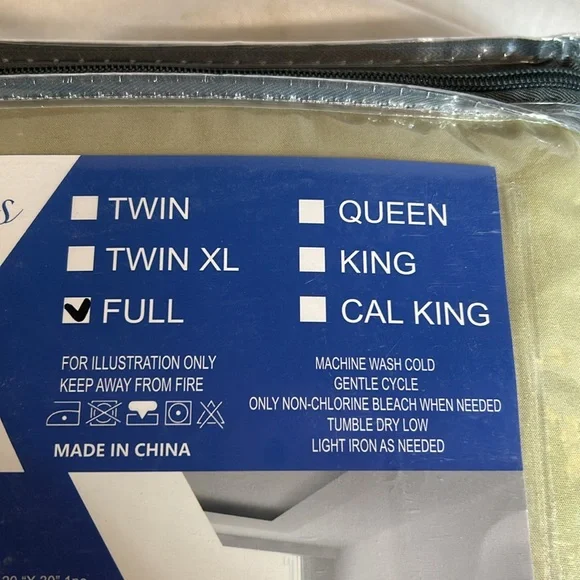 TWIN
TWIN XL
FULL
QUEEN
KING
CAL KING
FOR ILLUSTRATION ONLY
KEEP AWAY FROM FIRE
MADE IN CHINA
MACHINE WASH COLD
GENTLE CYCLE
ONLY NON-CHLORINE BLEACH WHEN NEEDED
TUMBLE DRY LOW
LIGHT IRON AS NEEDED